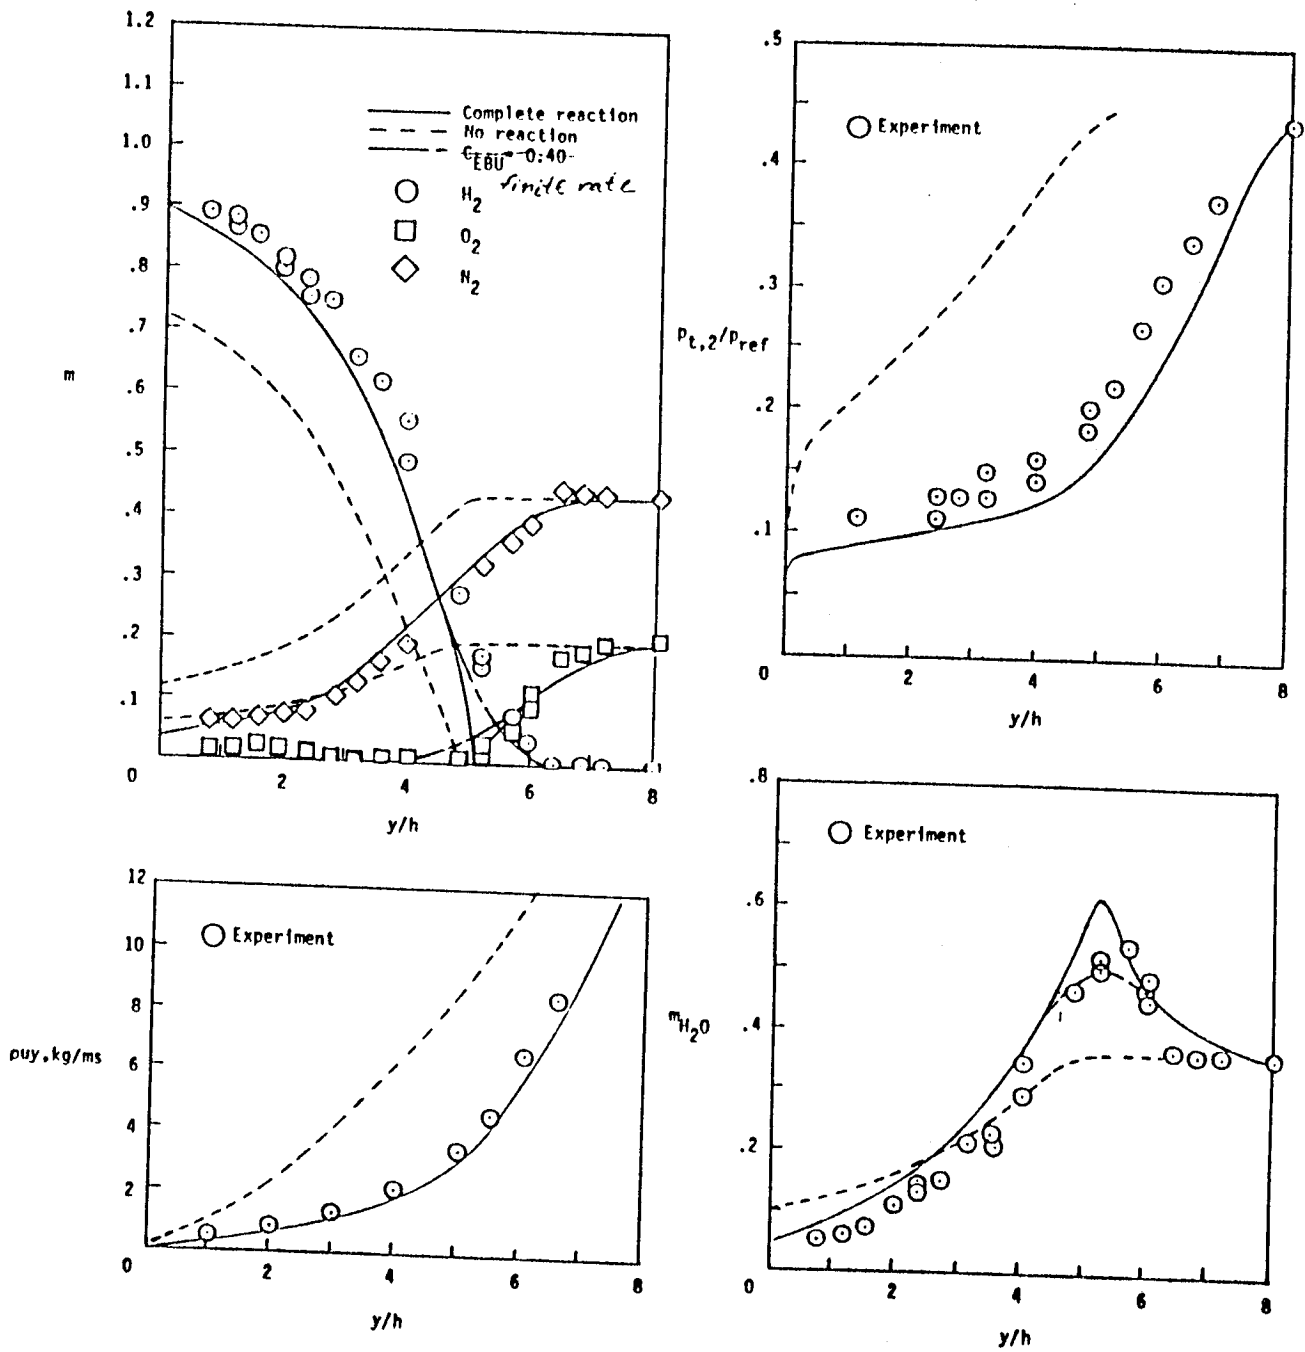 1.2
1.1
1.0
.9
.8
.7
.6
.5
.4
.3
.2
.1
0
2
4
6
8
m
y/h
Complete reaction
No reaction
C EBU = 0.40
finite rate
H2
O2
N2
.5
.4
.3
.2
.1
0
2
4
6
8
Pt,2/Pref
y/h
Experiment
12
10
8
6
4
2
0
2
4
6
8
ρuy,kg/ms
y/h
Experiment
.8
.6
.4
.2
0
2
4
6
8
mH2O
y/h
Experiment